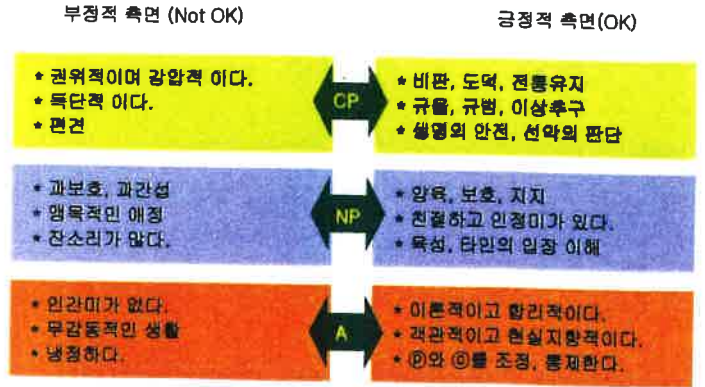 부정적 측면 (Not OK)
긍정적 측면(OK)
* 권위적이며 강압적 이다.
* 독단적 이다.
* 편견
CP
* 비판, 도덕, 전통유지
* 규율, 규범, 이상추구
* 생명의 안전, 선악의 판단
* 과보호, 과간섭
* 맹목적인 애정
* 잔소리가 많다.
NP
* 양육, 보호, 지지
* 친절하고 인정미가 있다.
* 육성, 타인의 입장 이해
* 인간미가 없다.
* 무감동적인 생활
* 냉정하다.
A
* 이론적이고 합리적이다.
* 객관적이고 현실지향적이다.
* ⓟ와 ⓒ를 조정, 통제한다.